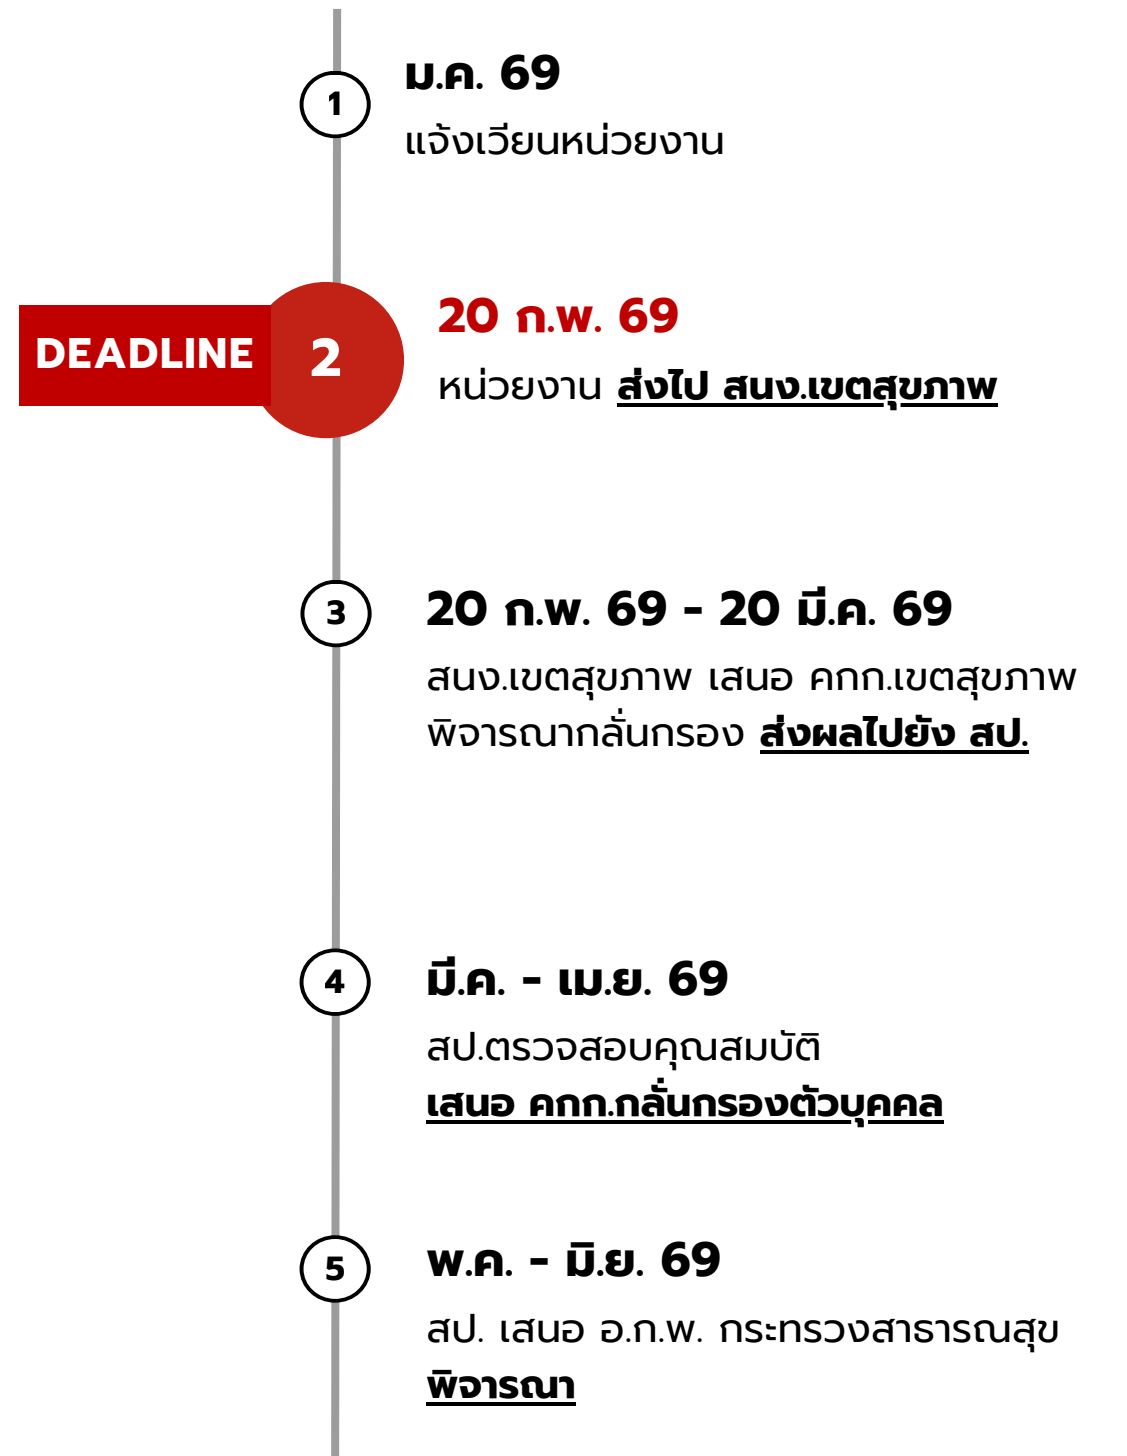 1
ม.ค. 69
แจ้งเวียนหน่วยงาน
DEADLINE
2
20 ก.พ. 69
หน่วยงาน ส่งไป สนง.เขตสุขภาพ
3
20 ก.พ. 69 - 20 มี.ค. 69
สนง.เขตสุขภาพ เสนอ คกก.เขตสุขภาพ
พิจารณากลั่นกรอง ส่งผลไปยัง สป.
4
มี.ค. - เม.ย. 69
สป.ตรวจสอบคุณสมบัติ
เสนอ คกก.กลั่นกรองตัวบุคคล
5
พ.ค. - มิ.ย. 69
สป. เสนอ อ.ก.พ. กระทรวงสาธารณสุข
พิจารณา